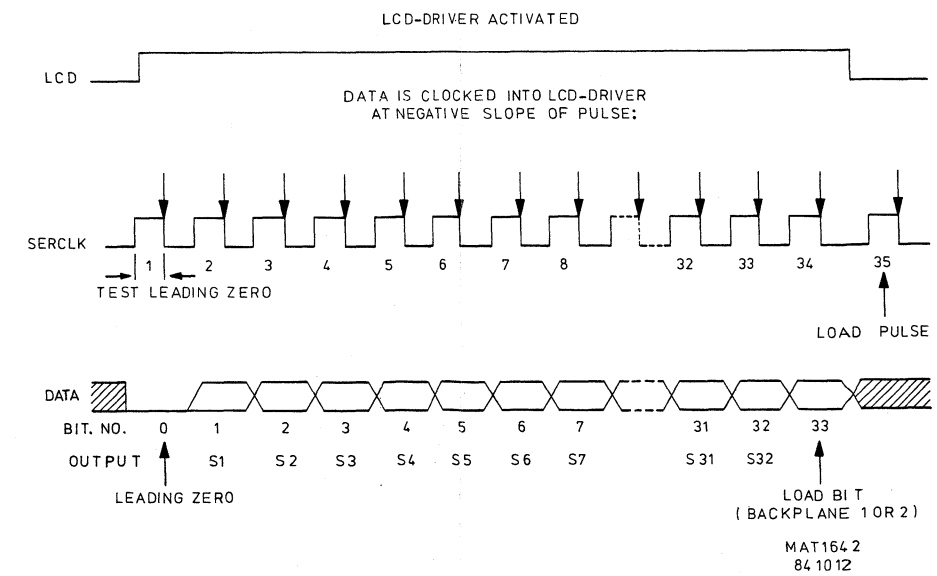 LCD-DRIVER ACTIVATED
LCD
DATA IS CLOCKED INTO LCD-DRIVER
AT NEGATIVE SLOPE OF PULSE:
SERCLK
1 2 3 4 5 6 7 8 32 33 34 35
TEST LEADING ZERO
LOAD PULSE
DATA
BIT. NO. 0 1 2 3 4 5 6 7 31 32 33
OUTPUT S1 S2 S3 S4 S5 S6 S7 S31 S32
LEADING ZERO
LOAD BIT
(BACKPLANE 1 OR 2)
MAT1642
841012